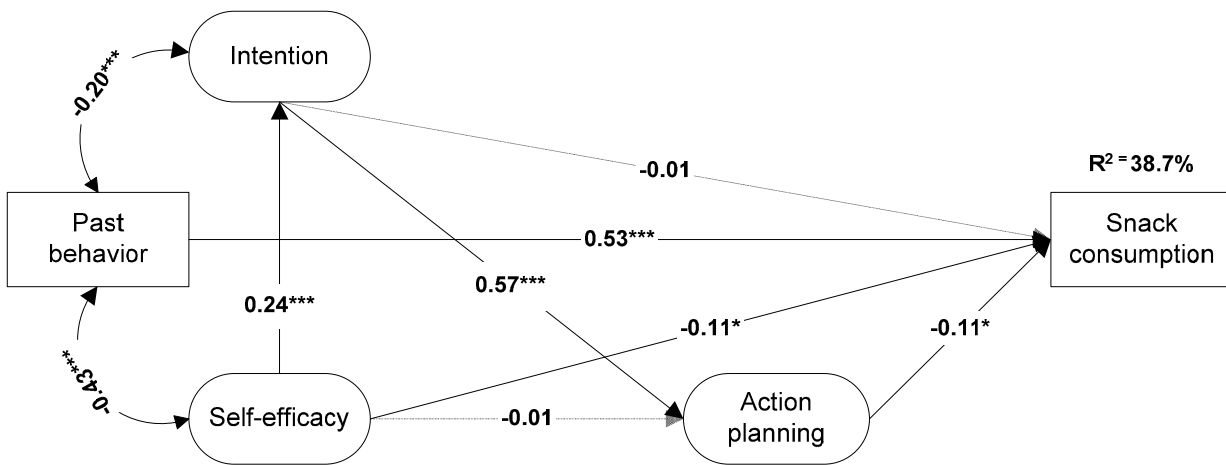 Intention
-0.20***
-0.01
R² = 38.7%
Past
behavior
0.53***
Snack
consumption
0.57***
0.24***
-0.11*
-0.11*
-0.43***
Self-efficacy
-0.01
Action
planning